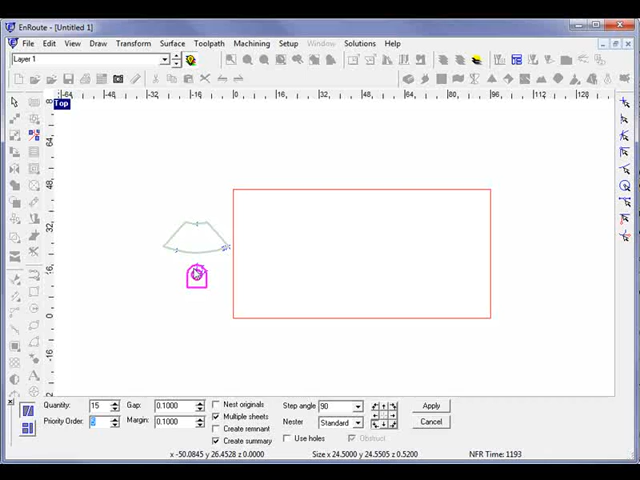 EnRoute - [Untitled 1]
File Edit View Draw Transform Surface Toolpath Machining Setup Window Solutions Help
Layer 1
-64 -48 -32 -16 0 16 32 48 64 80 96 112 128
Top
64
48
32
16
0
-16
-32
Quantity: 15 Gap: 0.1000 Nest originals Step angle 90 Apply
Multiple sheets
Priority Order: 5 Margin: 0.1000 Create remnant Nester Standard Cancel
Create summary Use holes Obstruct
x -50.0845 y 26.4528 z 0.0000 Size x 24.5000 y 24.5505 z 0.5200 NFR Time: 1193